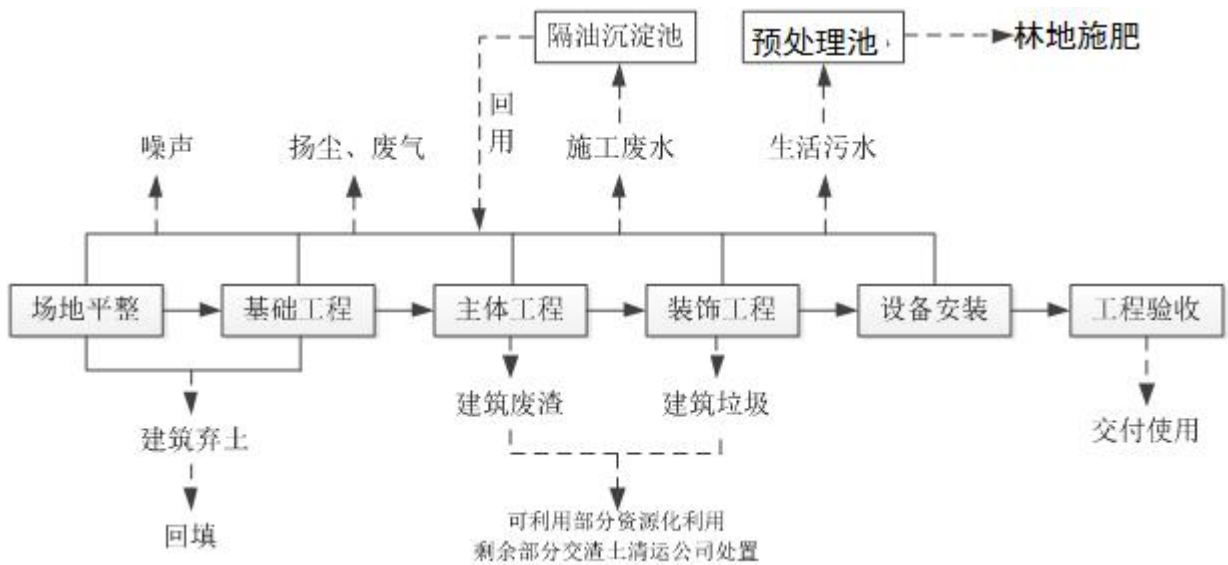 隔油沉淀池
预处理池
林地施肥
回用
噪声
扬尘、废气
施工废水
生活污水
场地平整
基础工程
主体工程
装饰工程
设备安装
工程验收
建筑废渣
建筑垃圾
建筑弃土
交付使用
回填
可利用部分资源化利用
剩余部分交渣土清运公司处置